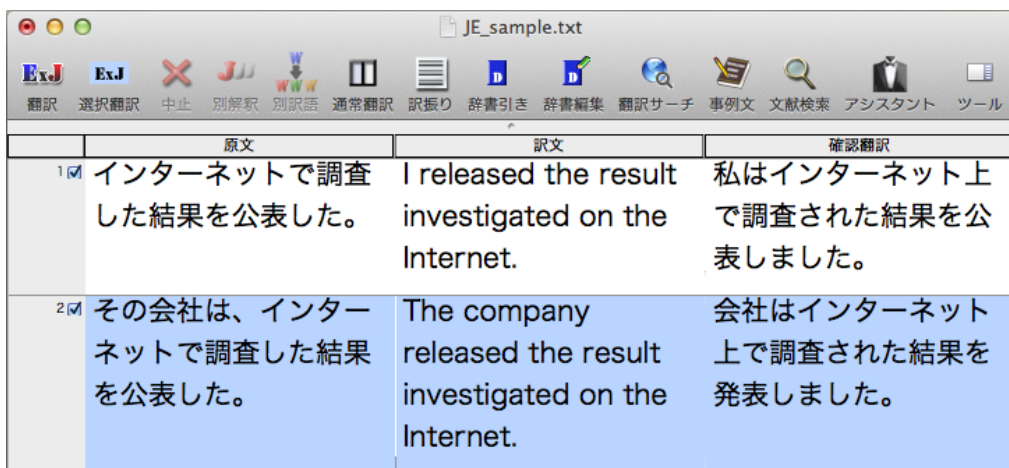 JE_sample.txt
ExJ ExJ J W W W W D D
翻訳 選択翻訳 中止 別解釈 別訳語 通常翻訳 訳振り 辞書引き 辞書編集 翻訳サーチ 事例文 文献検索 アシスタント ツール
原文 訳文 確認翻訳
1 インターネットで調査
した結果を公表した。
I released the result
investigated on the
Internet.
私はインターネット上
で調査された結果を公
表しました。
2 その会社は、インター
ネットで調査した結果
を公表した。
The company
released the result
investigated on the
Internet.
会社はインターネット
上で調査された結果を
発表しました。